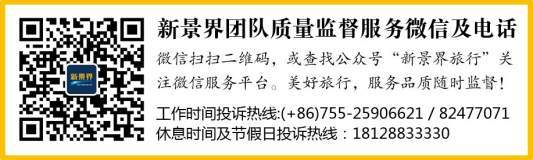 新景界团队质量监督服务微信及电话
微信扫扫二维码，或查找公众号“新景界旅行”关
注微信服务平台。美好旅行，服务品质随时监督！
工作时间投诉热线:(+86)755-25906621 / 82477071
休息时间及节假日投诉热线：18128833330
新景界